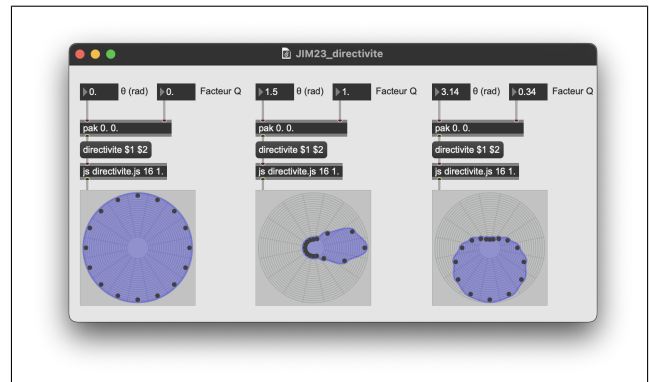 JIM23_directivite
0. θ (rad) 0. Facteur Q
1.5 θ (rad) 1. Facteur Q
3.14 θ (rad) 0.34 Facteur Q
pak 0. 0.
pak 0. 0.
pak 0. 0.
directivite $1 $2
directivite $1 $2
directivite $1 $2
js directivite.js 16 1.
js directivite.js 16 1.
js directivite.js 16 1.